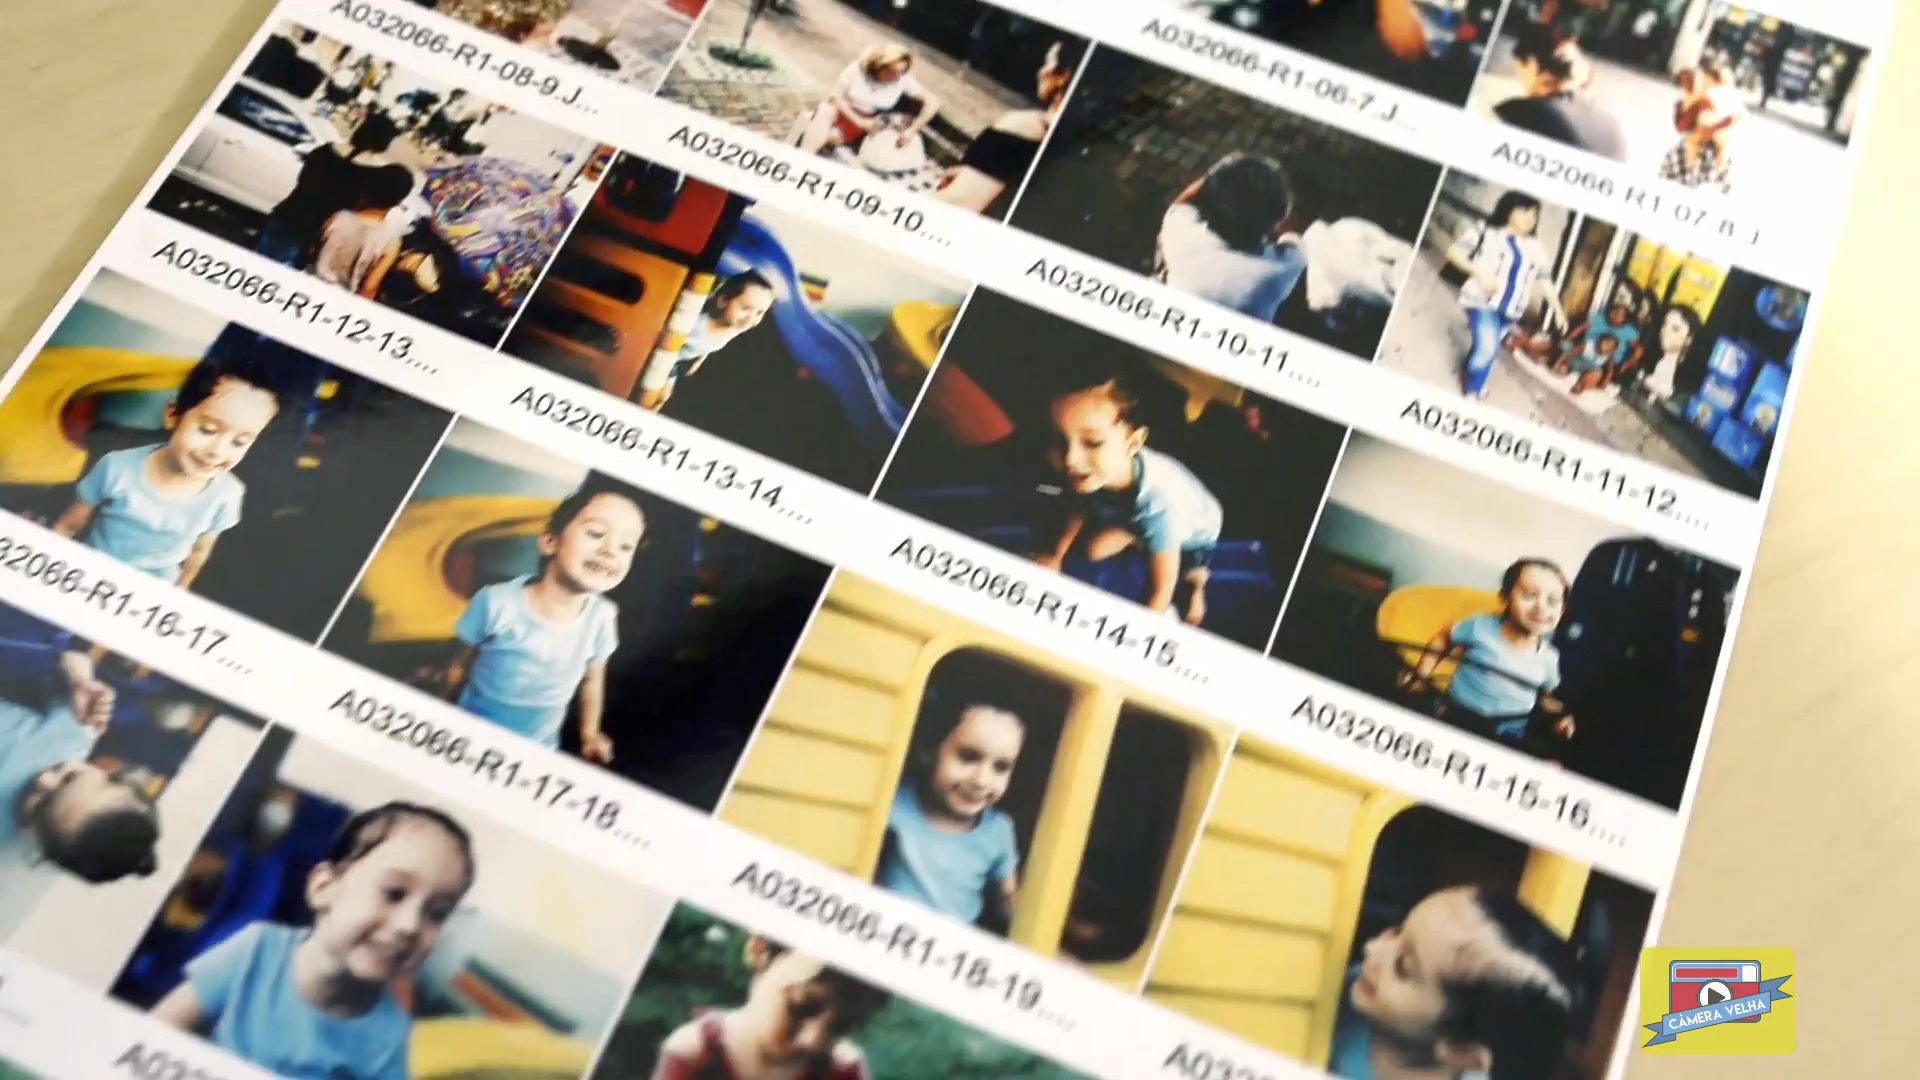 A032066-R1-08-9.J...
A032066-R1-09-10....
A032066-R1-06-7.J...
A032066-R1-07-8.J
A032066-R1-12-13....
A032066-R1-13-14....
A032066-R1-10-11....
A032066-R1-11-12....
32066-R1-16-17....
A032066-R1-17-18....
A032066-R1-14-15....
A032066-R1-15-16....
A032066-R1-18-19....
A032
CÂMERA VELHA